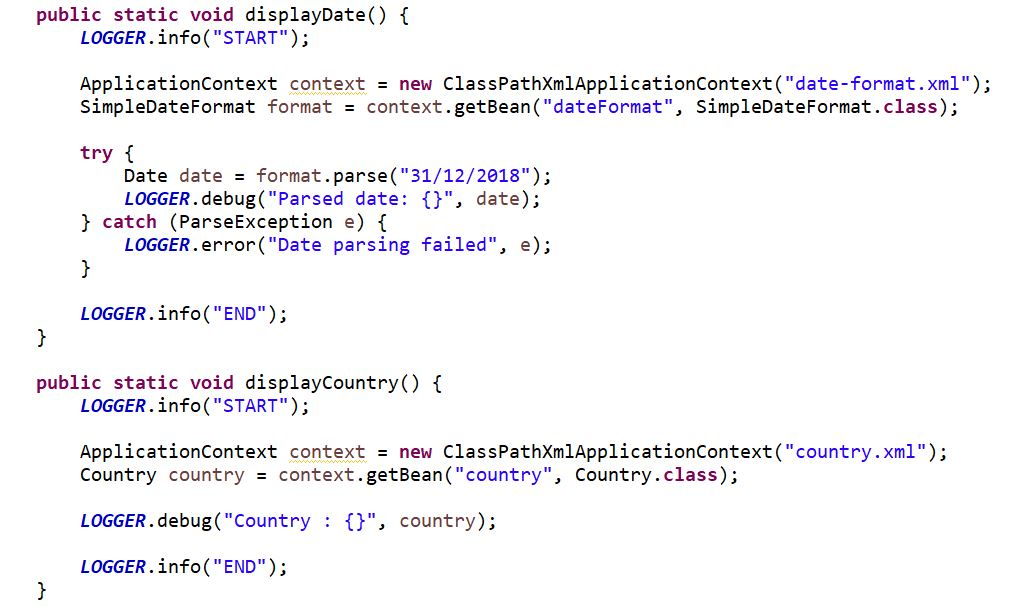 public static void displayDate() {
    LOGGER.info("START");

    ApplicationContext context = new ClassPathXmlApplicationContext("date-format.xml");
    SimpleDateFormat format = context.getBean("dateFormat", SimpleDateFormat.class);

    try {
        Date date = format.parse("31/12/2018");
        LOGGER.debug("Parsed date: {}", date);
    } catch (ParseException e) {
        LOGGER.error("Date parsing failed", e);
    }

    LOGGER.info("END");
}

public static void displayCountry() {
    LOGGER.info("START");

    ApplicationContext context = new ClassPathXmlApplicationContext("country.xml");
    Country country = context.getBean("country", Country.class);

    LOGGER.debug("Country : {}", country);

    LOGGER.info("END");
}